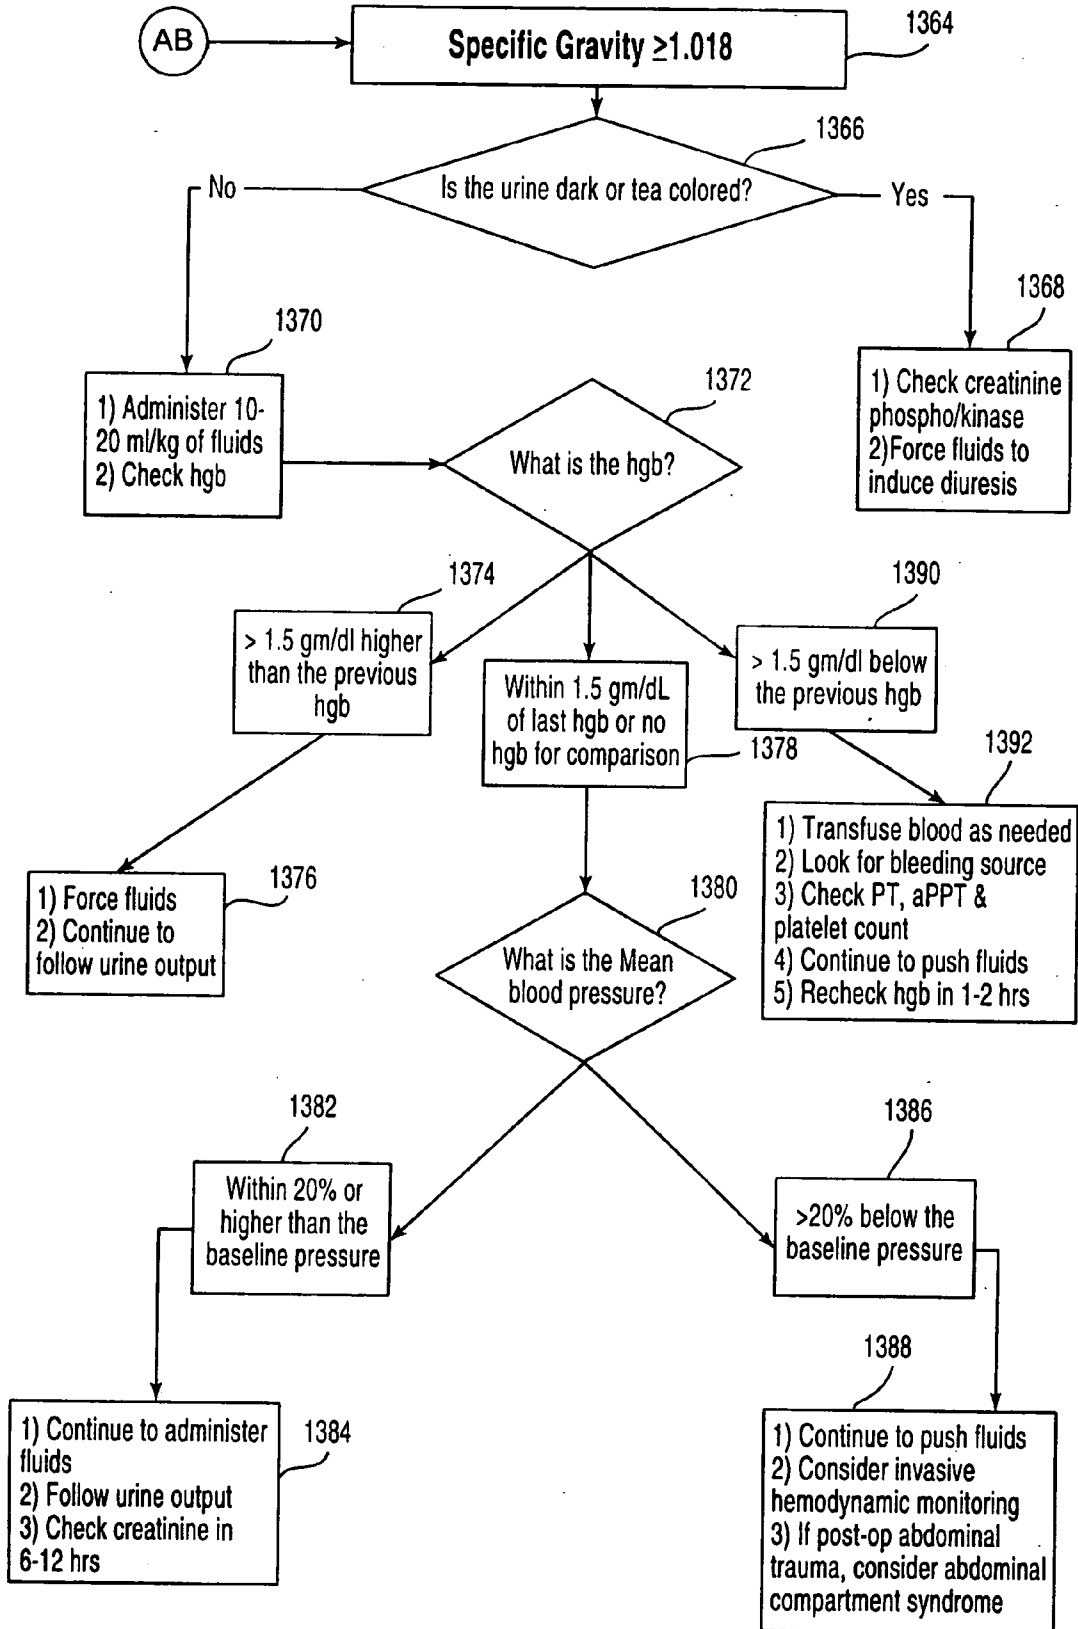 AB
Specific Gravity ≥1.018
1364
1366
Is the urine dark or tea colored?
No
Yes
1368
1) Check creatinine
phospho/kinase
2)Force fluids to
induce diuresis
1370
1) Administer 10-
20 ml/kg of fluids
2) Check hgb
1372
What is the hgb?
1374
> 1.5 gm/dl higher
than the previous
hgb
1390
> 1.5 gm/dl below
the previous hgb
Within 1.5 gm/dL
of last hgb or no
hgb for comparison
1378
1392
1) Transfuse blood as needed
2) Look for bleeding source
3) Check PT, aPPT &
platelet count
4) Continue to push fluids
5) Recheck hgb in 1-2 hrs
1376
1) Force fluids
2) Continue to
follow urine output
1380
What is the Mean
blood pressure?
1382
Within 20% or
higher than the
baseline pressure
1386
>20% below the
baseline pressure
1384
1) Continue to administer
fluids
2) Follow urine output
3) Check creatinine in
6-12 hrs
1388
1) Continue to push fluids
2) Consider invasive
hemodynamic monitoring
3) If post-op abdominal
trauma, consider abdominal
compartment syndrome